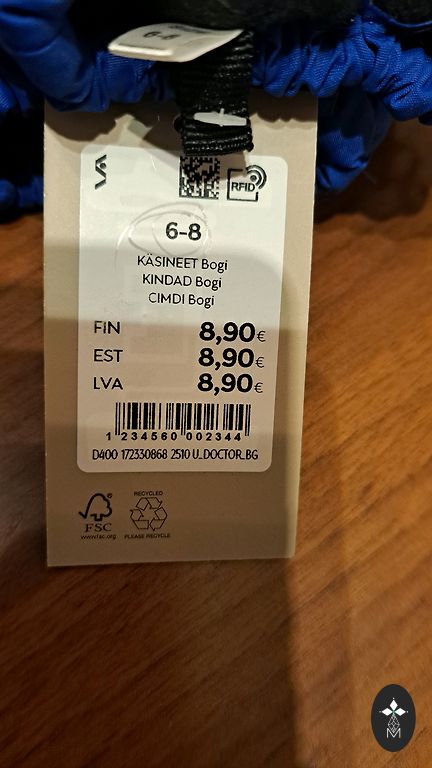 6-8
RFID
6-8
KÄSINEET Bogi
KINDAD Bogi
CIMDI Bogi
FIN 8,90€
EST 8,90€
LVA 8,90€
1 234560 002344
D400 172330868 2510 U_DOCTOR_BG
FSC
www.fsc.org
RECYCLED
PLEASE RECYCLE
M